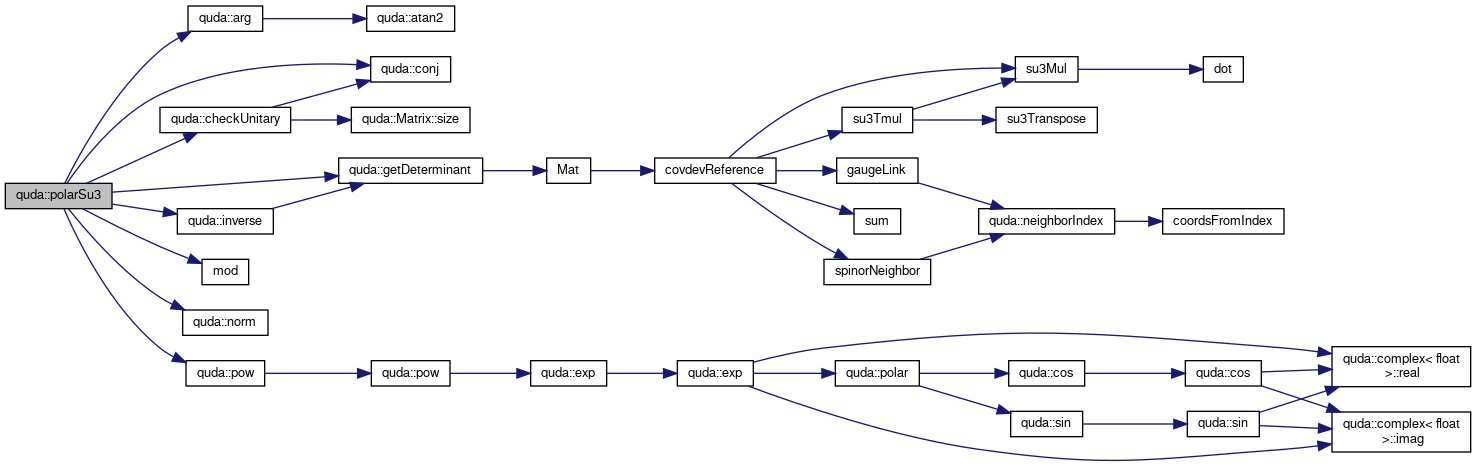 quda::arg
quda::atan2
quda::conj
su3Mul
dot
quda::checkUnitary
quda::Matrix::size
su3Tmul
su3Transpose
quda::polarSu3
quda::getDeterminant
Mat
covdevReference
gaugeLink
quda::inverse
sum
quda::neighborIndex
coordsFromIndex
mod
spinorNeighbor
quda::norm
quda::pow
quda::pow
quda::exp
quda::exp
quda::polar
quda::cos
quda::cos
quda::complex< float
>::real
quda::sin
quda::sin
quda::complex< float
>::imag